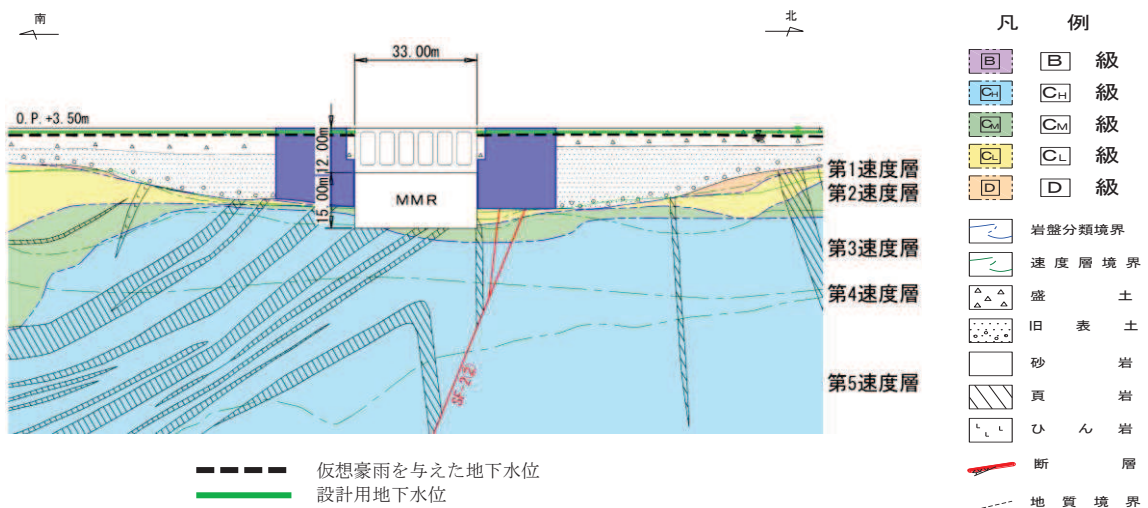 南
北
33.00m
O.P.+3.50m
12.00m
15.00m
MMR
第1速度層
第2速度層
第3速度層
第4速度層
第5速度層
SF-2②
仮想豪雨を与えた地下水位
設計用地下水位
凡 例
B B 級
CH CH 級
CM CM 級
CL CL 級
D D 級
岩盤分類境界
速度層境界
盛土
旧表土
砂岩
頁岩
ひん岩
断層
地質境界